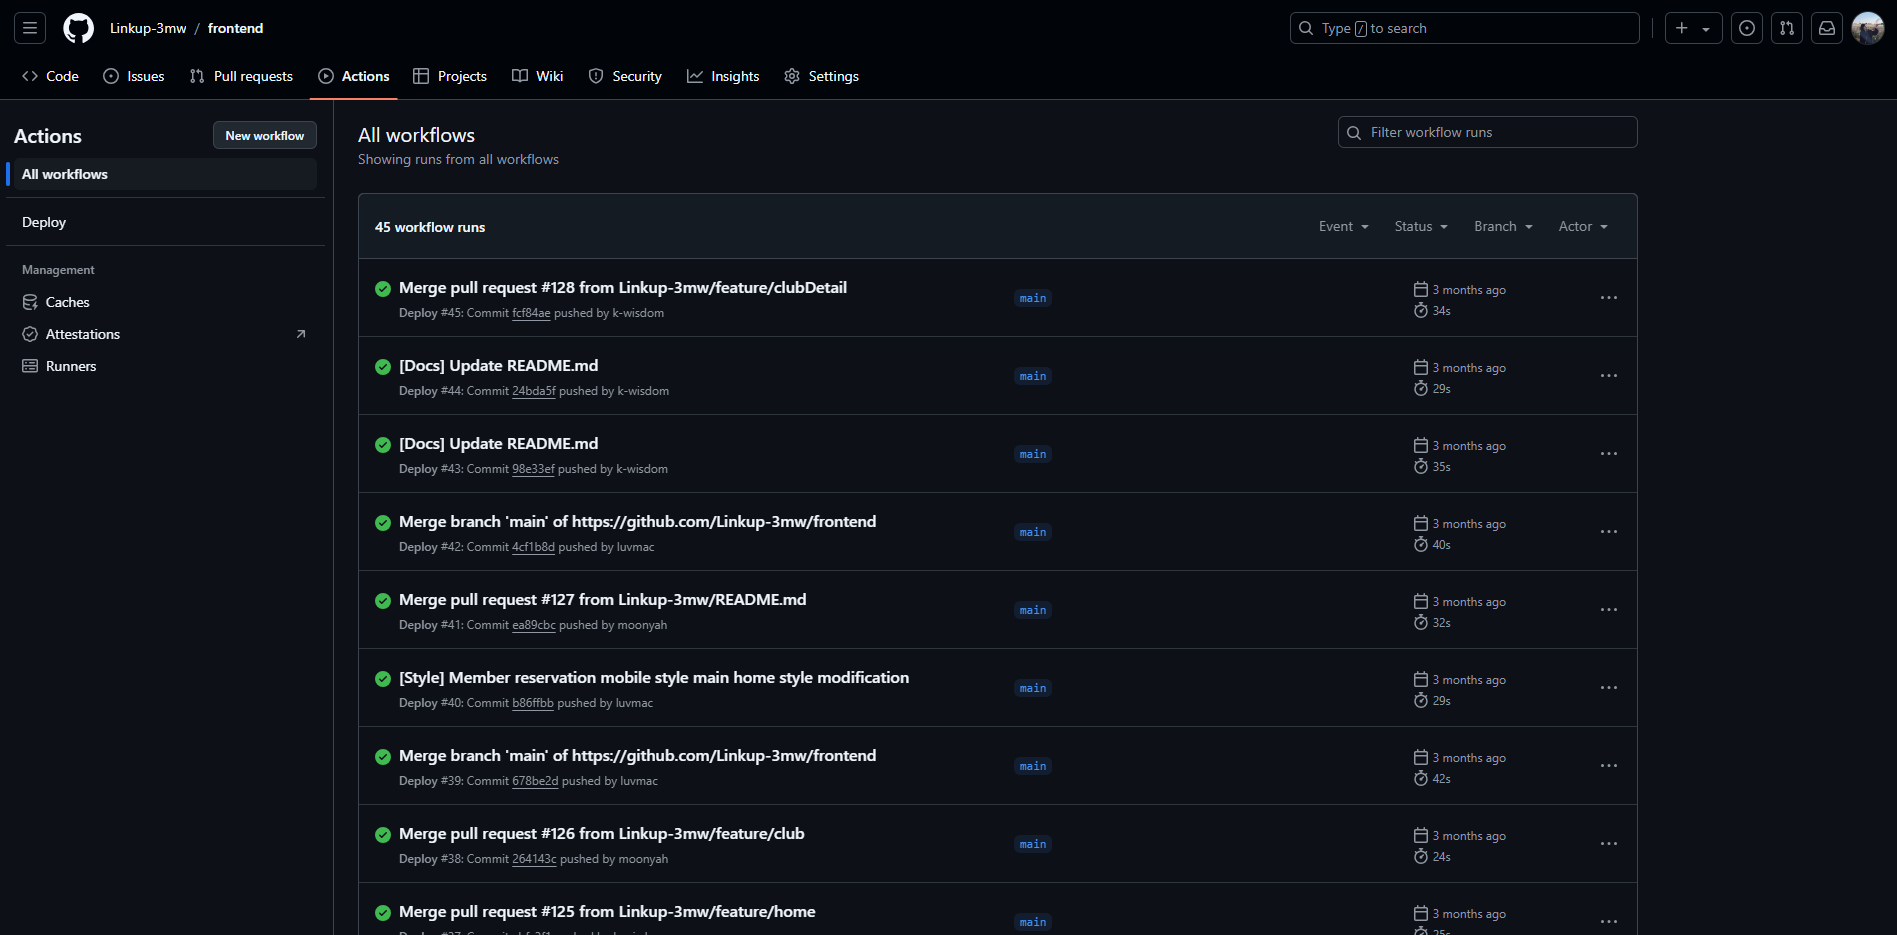 Linkup-3mw / frontend
Type / to search
Code Issues Pull requests Actions Projects Wiki Security Insights Settings
Actions
New workflow
All workflows
Deploy
Management
Caches
Attestations
Runners
All workflows
Showing runs from all workflows
Filter workflow runs
45 workflow runs
Event Status Branch Actor
Merge pull request #128 from Linkup-3mw/feature/clubDetail
Deploy #45: Commit fcf84ae pushed by k-wisdom
main
3 months ago
34s
[Docs] Update README.md
Deploy #44: Commit 24bda5f pushed by k-wisdom
main
3 months ago
29s
[Docs] Update README.md
Deploy #43: Commit 98e33ef pushed by k-wisdom
main
3 months ago
35s
Merge branch 'main' of https://github.com/Linkup-3mw/frontend
Deploy #42: Commit 4cf1b8d pushed by luvmac
main
3 months ago
40s
Merge pull request #127 from Linkup-3mw/README.md
Deploy #41: Commit ea89cbc pushed by moonyah
main
3 months ago
32s
[Style] Member reservation mobile style main home style modification
Deploy #40: Commit b86ffbb pushed by luvmac
main
3 months ago
29s
Merge branch 'main' of https://github.com/Linkup-3mw/frontend
Deploy #39: Commit 678be2d pushed by luvmac
main
3 months ago
42s
Merge pull request #126 from Linkup-3mw/feature/club
Deploy #38: Commit 264143c pushed by moonyah
main
3 months ago
24s
Merge pull request #125 from Linkup-3mw/feature/home
main
3 months ago